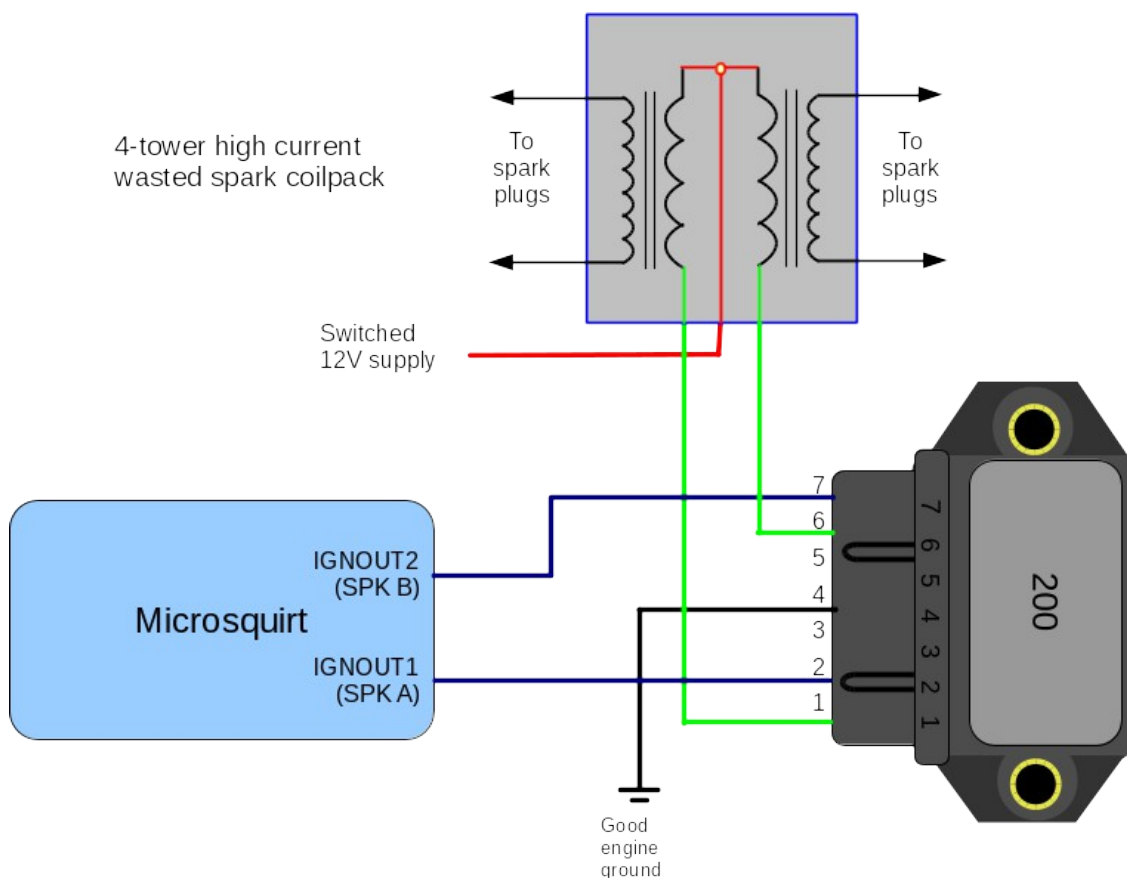 4-tower high current
wasted spark coilpack
To
spark
plugs
To
spark
plugs
Switched
12V supply
Microsquirt
IGNOUT2
(SPK B)
IGNOUT1
(SPK A)
7
6
5
4
3
2
1
7
6
5
4
3
2
1
200
Good
engine
ground